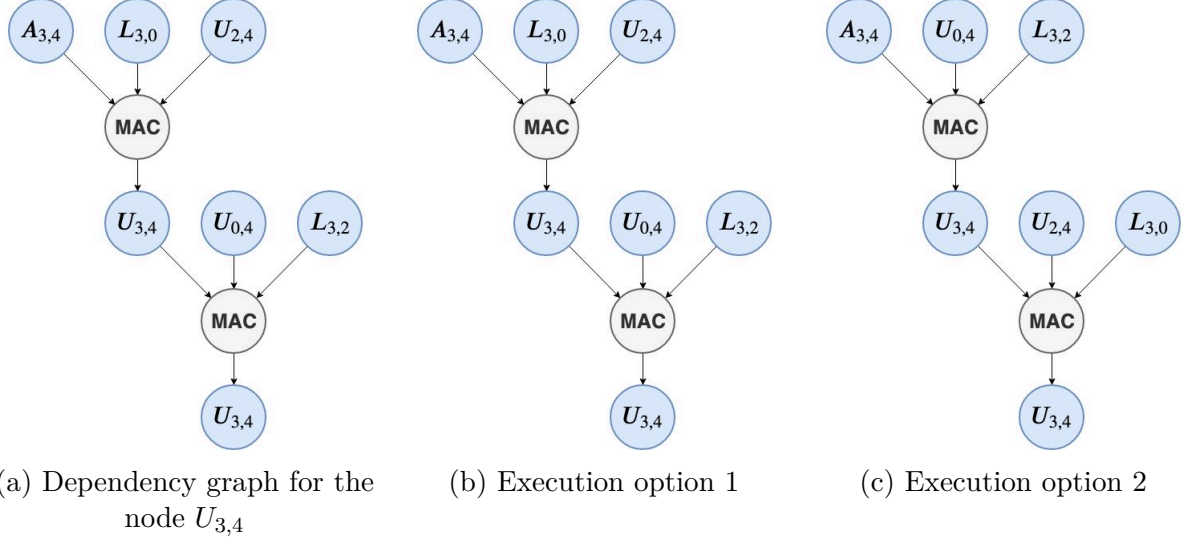 A3,4 L3,0 U2,4 A3,4 L3,0 U2,4 A3,4 U0,4 L3,2
MAC MAC MAC
U3,4 U0,4 L3,2 U3,4 U0,4 L3,2 U3,4 U2,4 L3,0
MAC MAC MAC
U3,4 U3,4 U3,4
a) Dependency graph for the (b) Execution option 1 (c) Execution option 2
node U3,4